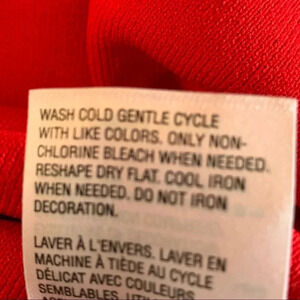 WASH COLD GENTLE CYCLE
WITH LIKE COLORS. ONLY NON-
CHLORINE BLEACH WHEN NEEDED.
RESHAPE DRY FLAT. COOL IRON
WHEN NEEDED. DO NOT IRON
DECORATION.
LAVER À L'ENVERS. LAVER EN
MACHINE À TIÈDE AU CYCLE
DÉLICAT AVEC COULEURS
SEMBLABLES.